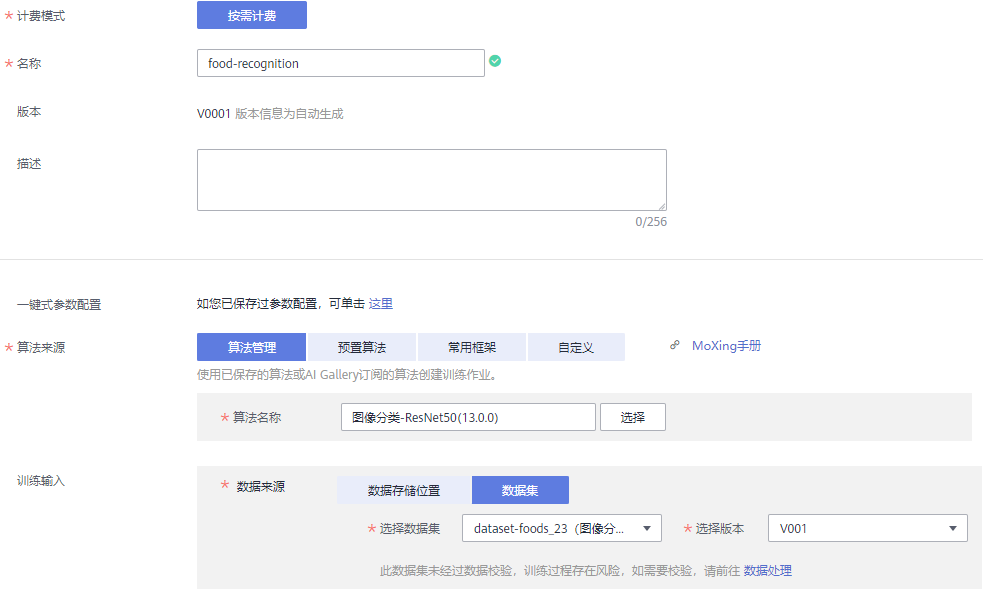 * 计费模式 按需计费
* 名称 food-recognition
版本 V0001 版本信息为自动生成
描述
0/256
一键式参数配置 如您已保存过参数配置，可单击 这里
* 算法来源 算法管理 预置算法 常用框架 自定义 MoXing手册
使用已保存的算法或AI Gallery订阅的算法创建训练作业。
* 算法名称 图像分类-ResNet50(13.0.0) 选择
训练输入 * 数据来源 数据存储位置 数据集
* 选择数据集 dataset-foods_23（图像分... * 选择版本 V001
此数据集未经过数据校验，训练过程存在风险，如需要校验，请前往 数据处理